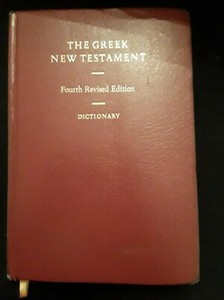 THE GREEK
NEW TESTAMENT
Fourth Revised Edition
DICTIONARY